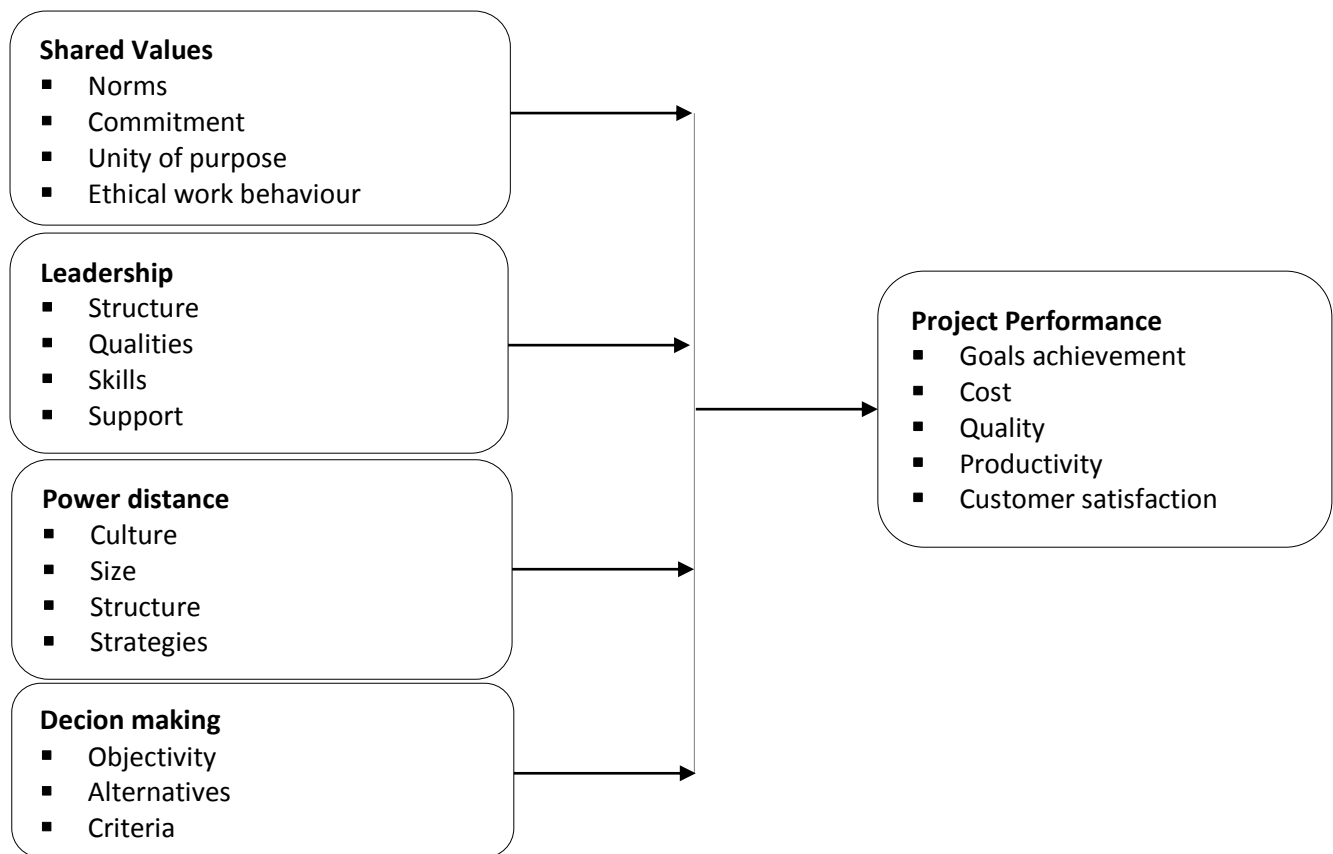 Shared Values
▪ Norms
▪ Commitment
▪ Unity of purpose
▪ Ethical work behaviour
Leadership
▪ Structure
▪ Qualities
▪ Skills
▪ Support
Power distance
▪ Culture
▪ Size
▪ Structure
▪ Strategies
Decion making
▪ Objectivity
▪ Alternatives
▪ Criteria
Project Performance
▪ Goals achievement
▪ Cost
▪ Quality
▪ Productivity
▪ Customer satisfaction